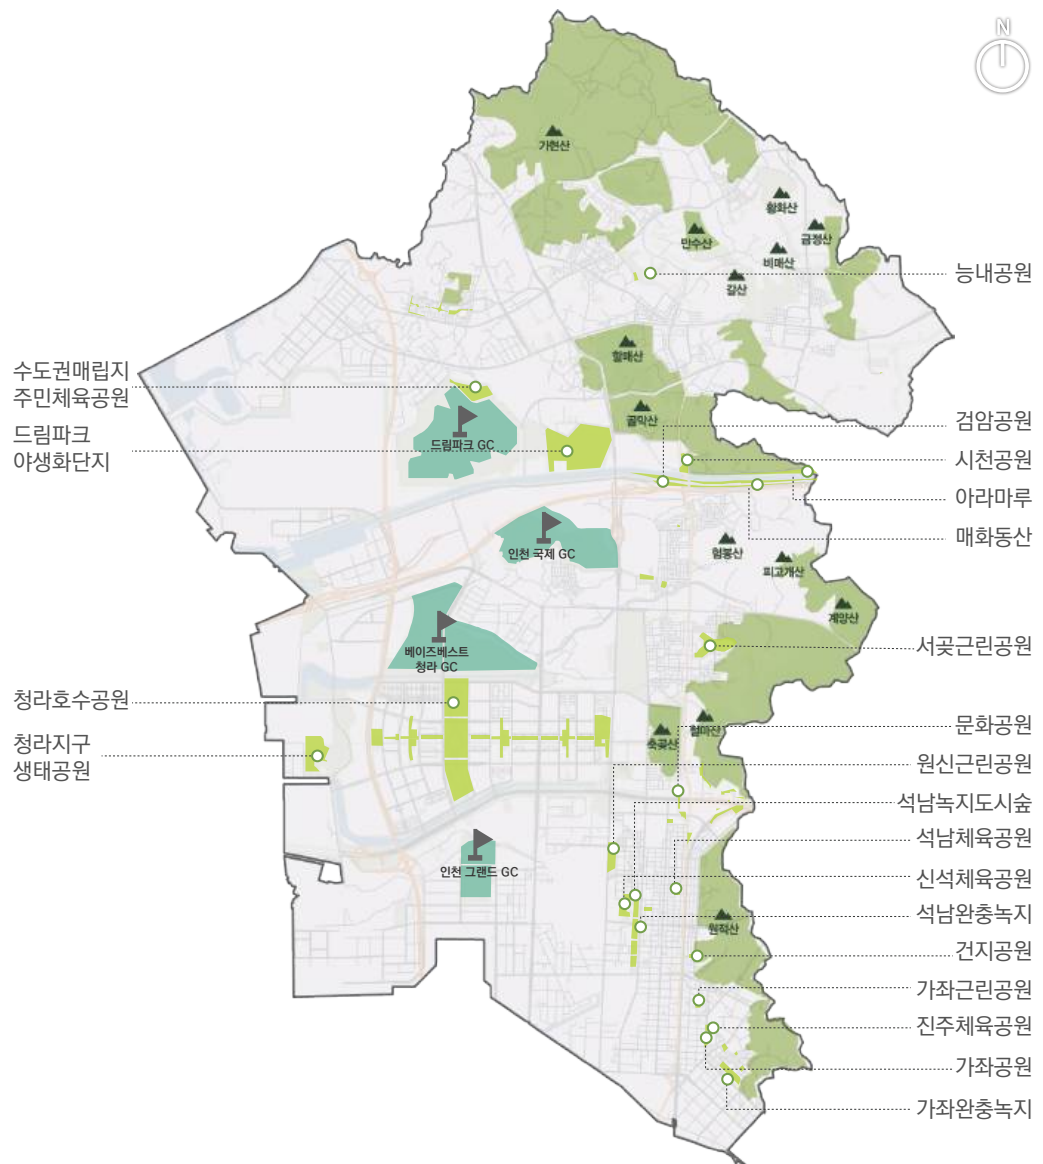 N
가현산
황화산
금정산
만수산
비매산
갈산
능내공원
할메산
수도권매립지
주민체육공원
골막산
검암공원
드림파크
야생화단지
드림파크 GC
시천공원
아라마루
매화동산
인천 국제 GC
험봉산
피고개산
계양산
서곶근린공원
베이즈베스트
청라 GC
청라호수공원
철마산
축곶산
문화공원
청라지구
생태공원
원신근린공원
석남녹지도시숲
석남체육공원
인천 그랜드 GC
신석체육공원
석남완충녹지
원적산
건지공원
가좌근린공원
진주체육공원
가좌공원
가좌완충녹지